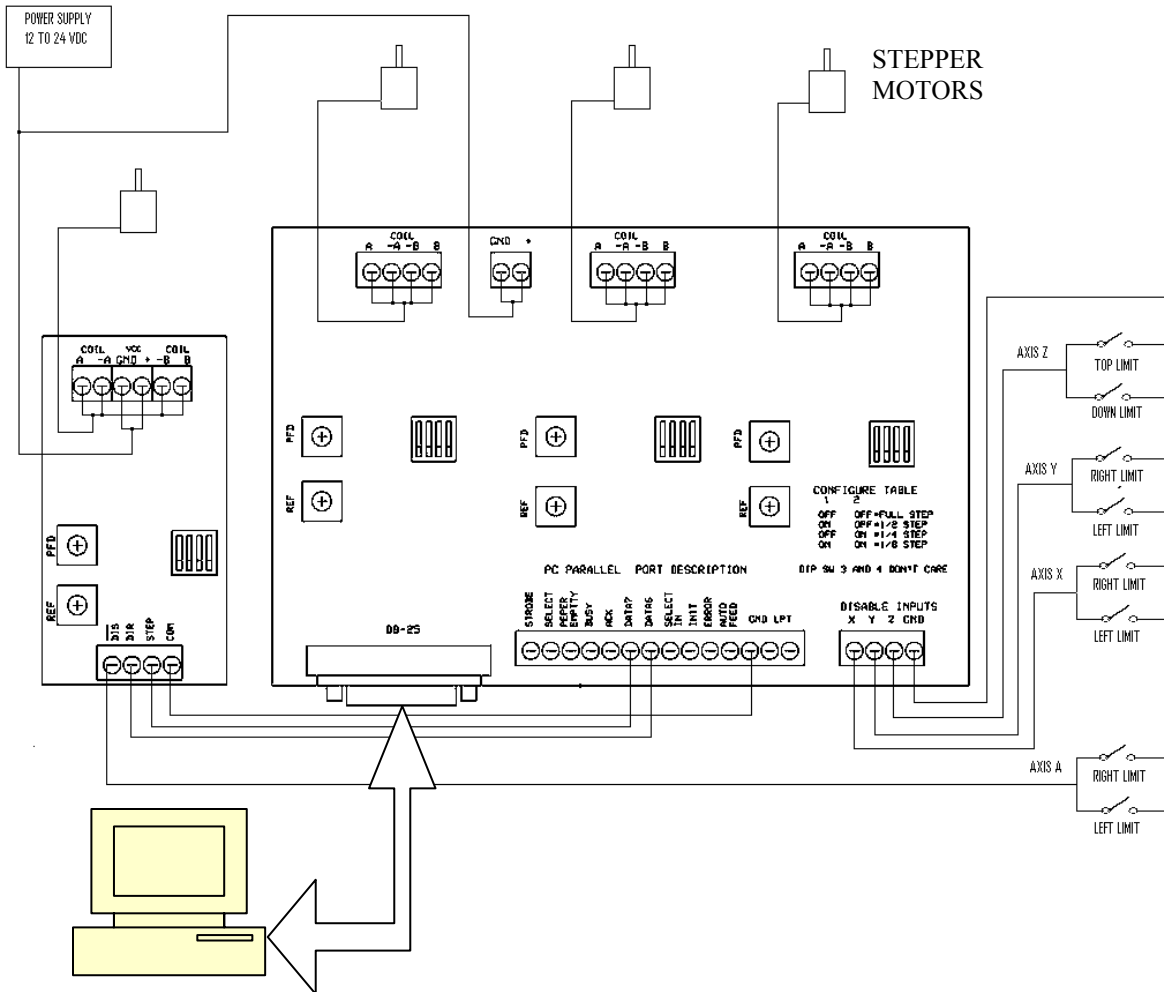 POWER SUPPLY
12 TO 24 VDC
STEPPER
MOTORS
COIL
A -A -B B
GND +
COIL
A -A -B B
COIL
A -A -B B
COIL VCC COIL
A -A GND + -B B
AXIS Z
TOP LIMIT
DOWN LIMIT
AXIS Y
RIGHT LIMIT
LEFT LIMIT
AXIS X
RIGHT LIMIT
LEFT LIMIT
AXIS A
RIGHT LIMIT
LEFT LIMIT
PFD
REF
PFD
REF
PFD
REF
PFD
REF
CONFIGURE TABLE
1 2
OFF OFF=FULL STEP
ON OFF=1/2 STEP
OFF ON =1/4 STEP
ON ON =1/8 STEP
DIP SW 3 AND 4 DON'T CARE
PC PARALLEL PORT DESCRIPTION
STROBE
SELECT
PEPER
EMPTTY
BUSY
ACK
DATA7
DATA6
SELECT
IN
INIT
ERROR
AUTO
FEED
GND LPT
DISABLE INPUTS
X Y Z GND
DB-25
DIS
DIR
STEP
COM